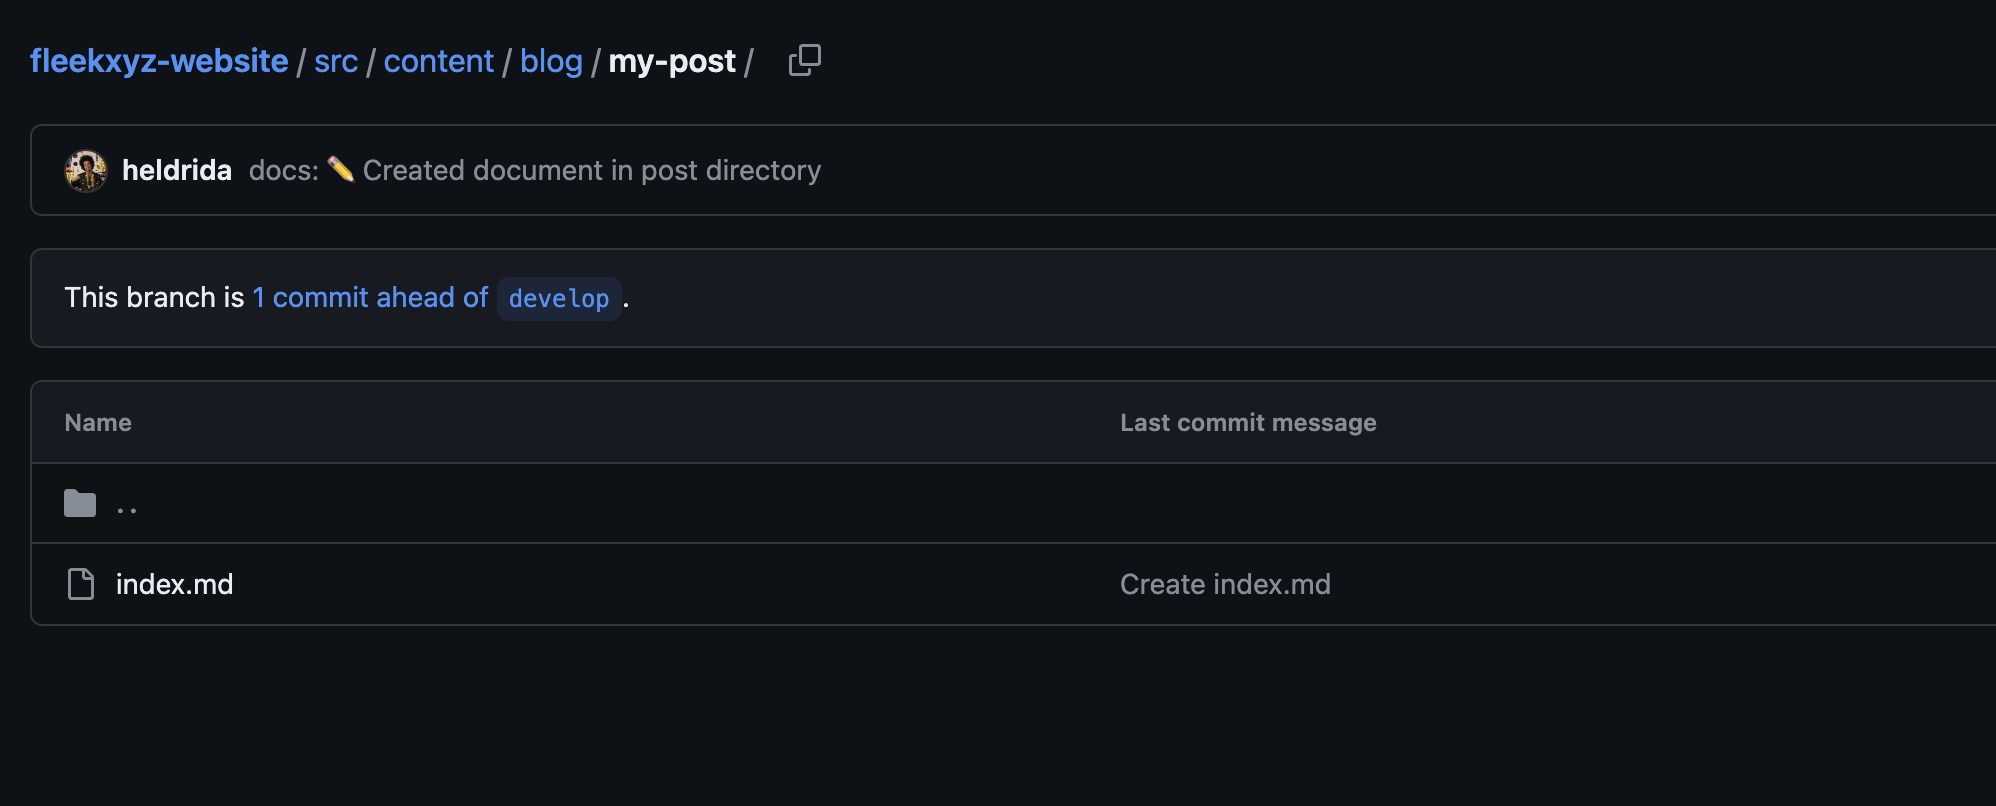 fleekxyz-website / src / content / blog / my-post /
heldrida docs: ✏️ Created document in post directory
This branch is 1 commit ahead of develop .
Name Last commit message
..
index.md Create index.md